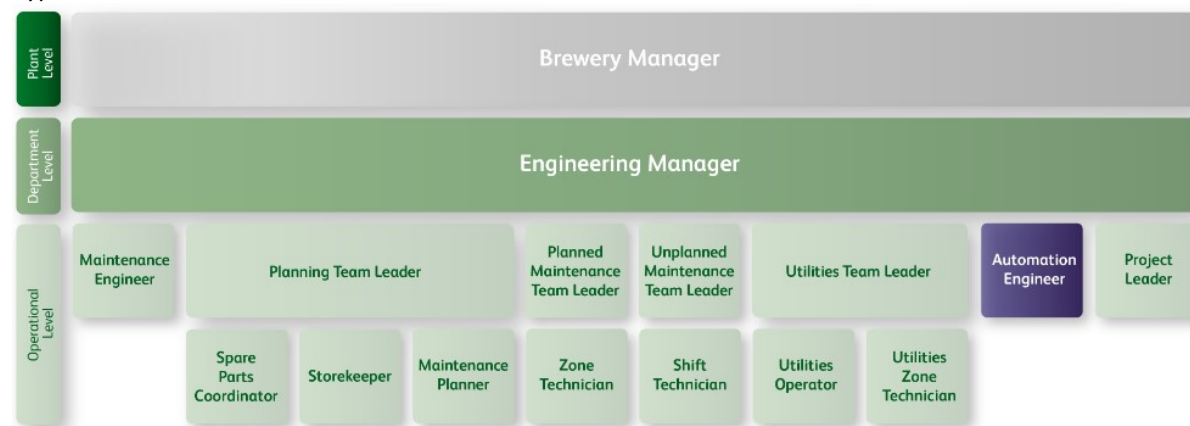 Plant
Level
Brewery Manager
Department
Level
Engineering Manager
Operational
Level
Maintenance
Engineer
Planning Team Leader
Planned
Maintenance
Team Leader
Unplanned
Maintenance
Team Leader
Utilities Team Leader
Automation
Engineer
Project
Leader
Spare
Parts
Coordinator
Storekeeper
Maintenance
Planner
Zone
Technician
Shift
Technician
Utilities
Operator
Utilities
Zone
Technician